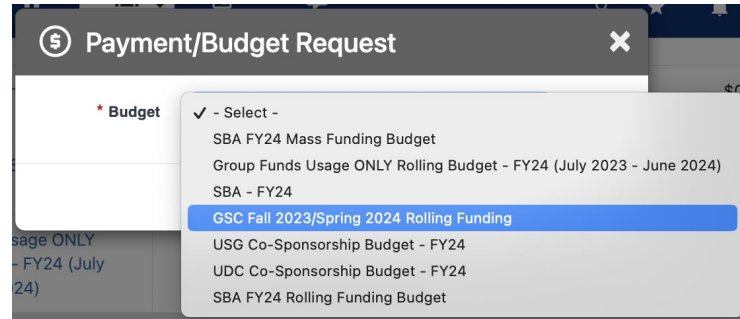 Payment/Budget Request
* Budget
- Select -
SBA FY24 Mass Funding Budget
Group Funds Usage ONLY Rolling Budget - FY24 (July 2023 - June 2024)
SBA - FY24
GSC Fall 2023/Spring 2024 Rolling Funding
USG Co-Sponsorship Budget - FY24
UDC Co-Sponsorship Budget - FY24
SBA FY24 Rolling Funding Budget
sage ONLY
- FY24 (July
24)